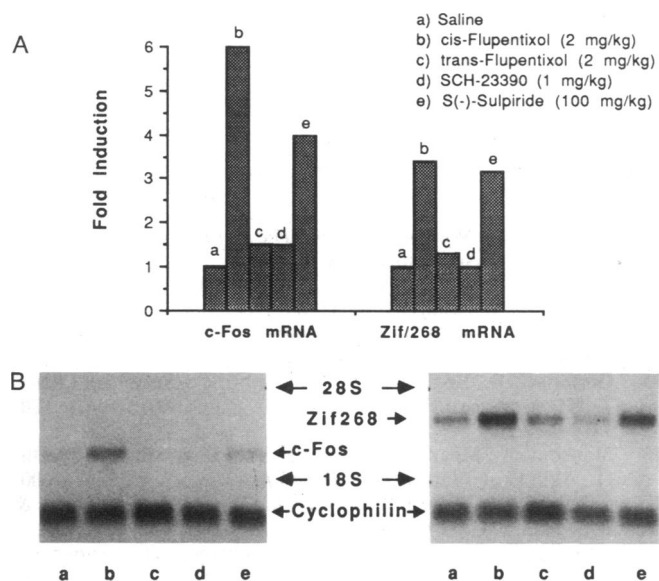 A
a) Saline
b) cis-Flupentixol (2 mg/kg)
c) trans-Flupentixol (2 mg/kg)
d) SCH-23390 (1 mg/kg)
e) S(-)-Sulpiride (100 mg/kg)
Fold Induction
6
5
4
3
2
1
0
a
b
c
d
e
a
b
c
d
e
c-Fos mRNA
Zif/268 mRNA
B
28S
Zif268
c-Fos
18S
Cyclophilin
a b c d e
a b c d e